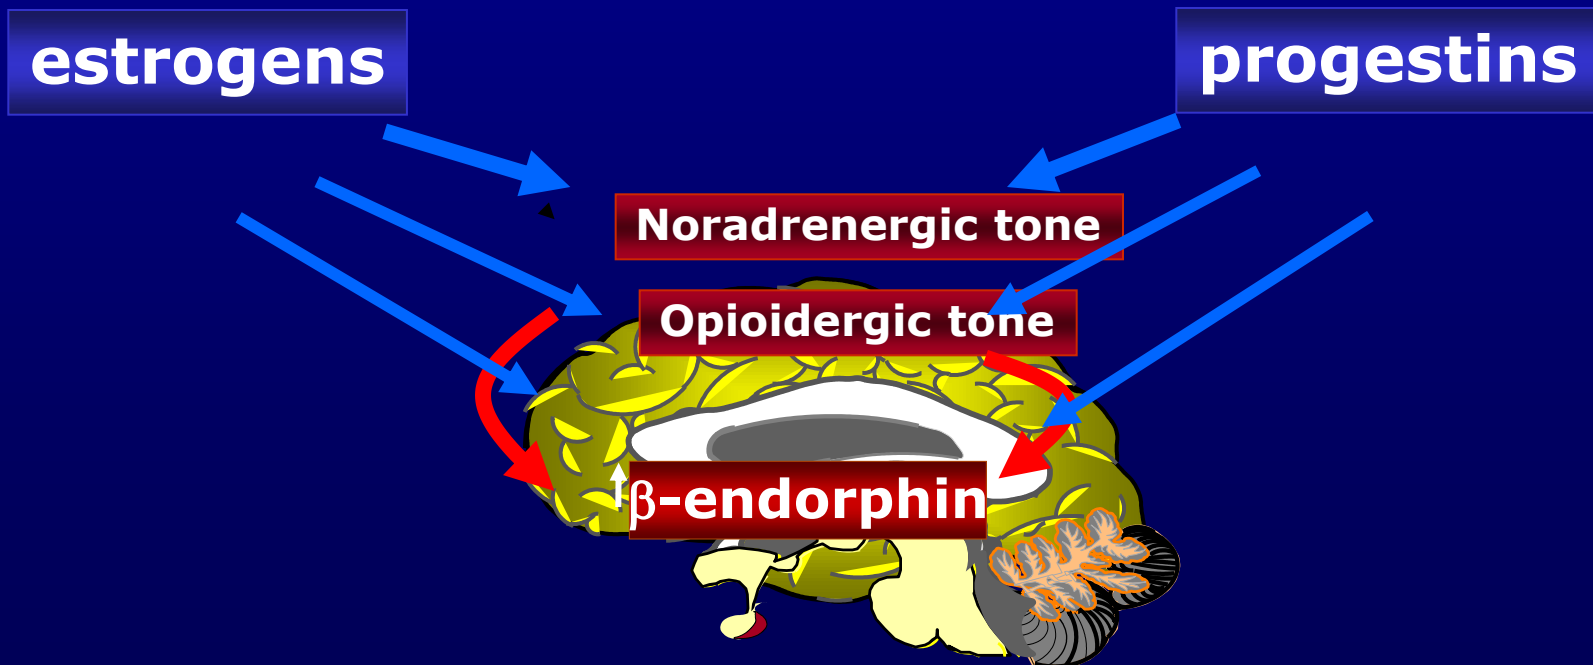 estrogens
progestins
Noradrenergic tone
Opioidergic tone
β-endorphin